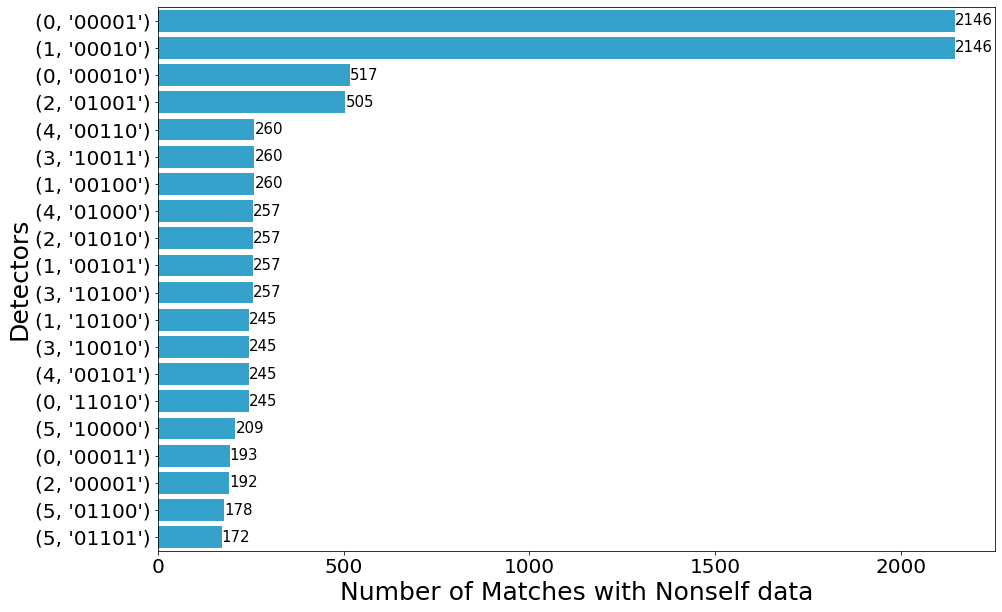 (0, '00001') 2146
(1, '00010') 2146
(0, '00010') 517
(2, '01001') 505
(4, '00110') 260
(3, '10011') 260
(1, '00100') 260
(4, '01000') 257
(2, '01010') 257
(1, '00101') 257
(3, '10100') 257
(1, '10100') 245
(3, '10010') 245
(4, '00101') 245
(0, '11010') 245
(5, '10000') 209
(0, '00011') 193
(2, '00001') 192
(5, '01100') 178
(5, '01101') 172
Detectors
0 500 1000 1500 2000
Number of Matches with Nonself data